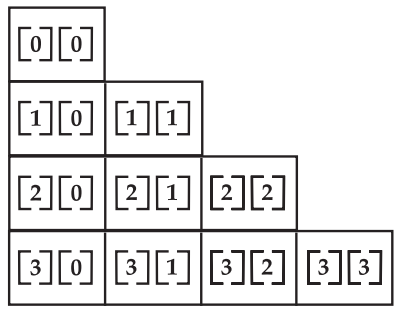 [0] [0]
[1] [0] [1] [1]
[2] [0] [2] [1] [2] [2]
[3] [0] [3] [1] [3] [2] [3] [3]